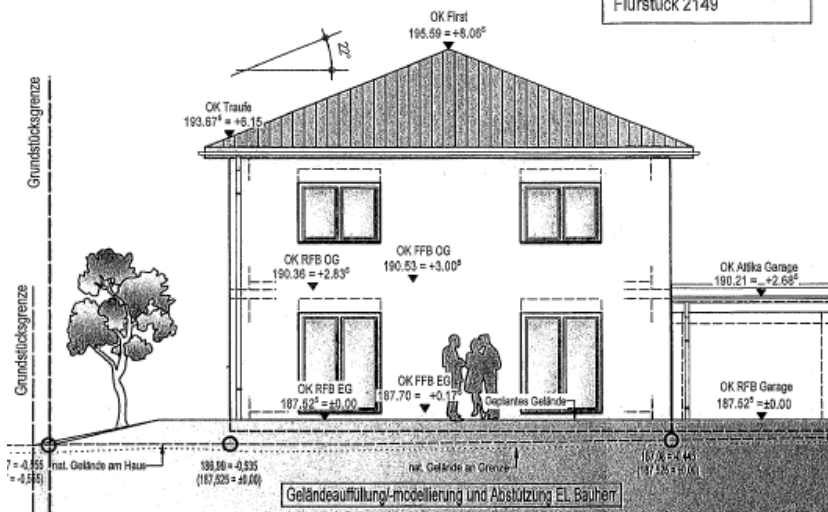 Flurstück 2149
OK First
195.59 = +8.06⁵
22°
OK Traufe
193.67⁵ = +6.15
Grundstücksgrenze
Grundstücksgrenze
OK RFB OG
190.36 = +2.83⁵
OK FFB OG
190.53 = +3.00⁵
OK Attika Garage
190.21 = +2.68⁵
OK RFB EG
187.52⁵ = ±0.00
OK FFB EG
187.70 = +0.17⁵
Geplantes Gelände
OK RFB Garage
187.52⁵ = ±0.00
nat. Gelände am Haus
186,99 = -0,535
(187,525 = ±0,00)
nat. Gelände an Grenze
Geländeauffüllung/-modellierung und Abstützung EL Bauherr